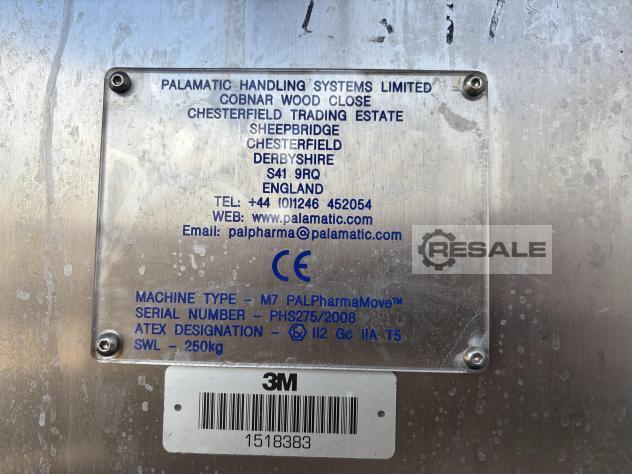 PALAMATIC HANDLING SYSTEMS LIMITED
COBNAR WOOD CLOSE
CHESTERFIELD TRADING ESTATE
SHEEPBRIDGE
CHESTERFIELD
DERBYSHIRE
S41 9RQ
ENGLAND
TEL: +44 (0)1246 452054
WEB: www.palamatic.com
Email: palpharma@palamatic.com
RESALE
CE
MACHINE TYPE – M7 PALPharmaMove™
SERIAL NUMBER – PHS275/2008
ATEX DESIGNATION – Ex II2 Gc IIA T5
SWL – 250kg
3M
1518383